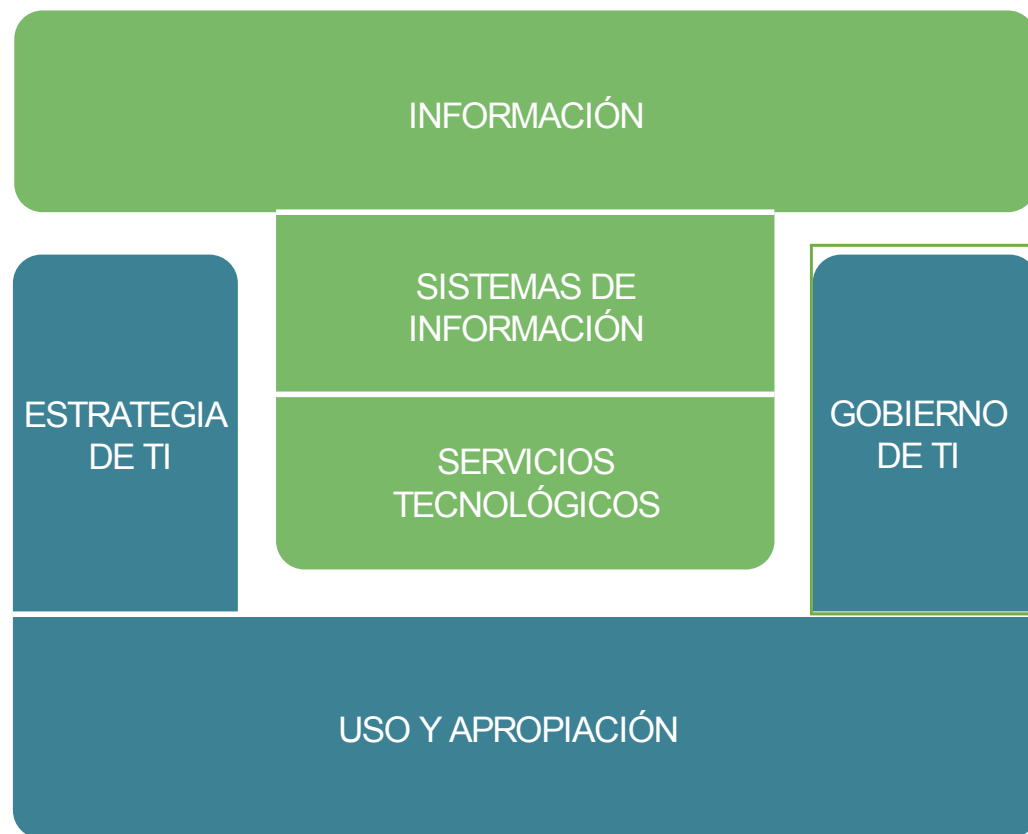 INFORMACIÓN
SISTEMAS DE
INFORMACIÓN
ESTRATEGIA
DE TI
GOBIERNO
DE TI
SERVICIOS
TECNOLÓGICOS
USO Y APROPIACIÓN